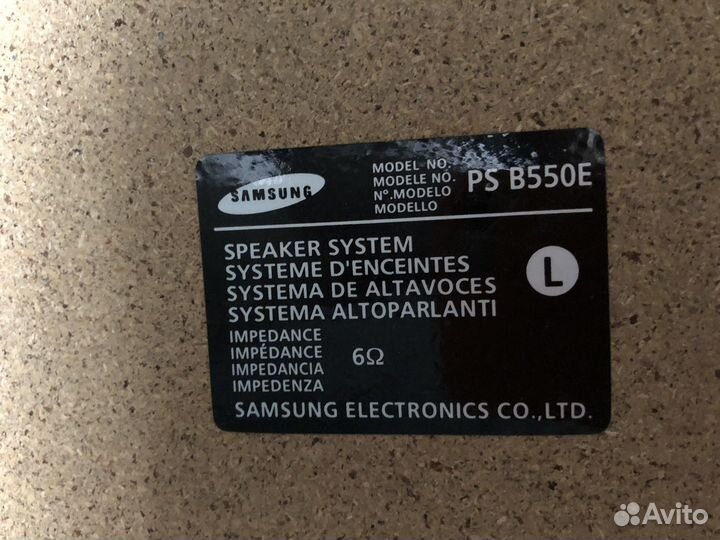 SAMSUNG
MODEL NO.
MODELE NO.
Nº.MODELO
MODELLO
PS B550E
SPEAKER SYSTEM
SYSTEME D'ENCEINTES
SYSTEMA DE ALTAVOCES
SYSTEMA ALTOPARLANTI
L
IMPEDANCE
IMPÉDANCE
IMPEDANCIA
IMPEDENZA
6Ω
SAMSUNG ELECTRONICS CO.,LTD.
Avito